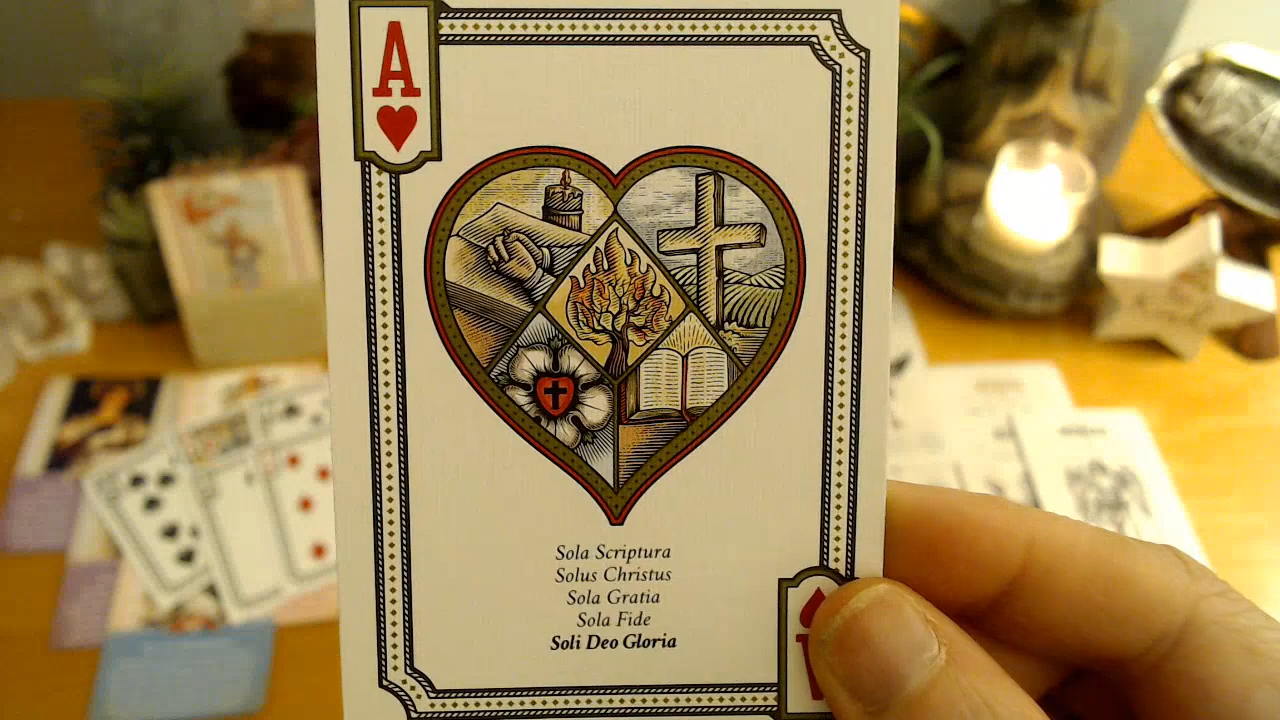 A
Sola Scriptura
Solus Christus
Sola Gratia
Sola Fide
Soli Deo Gloria